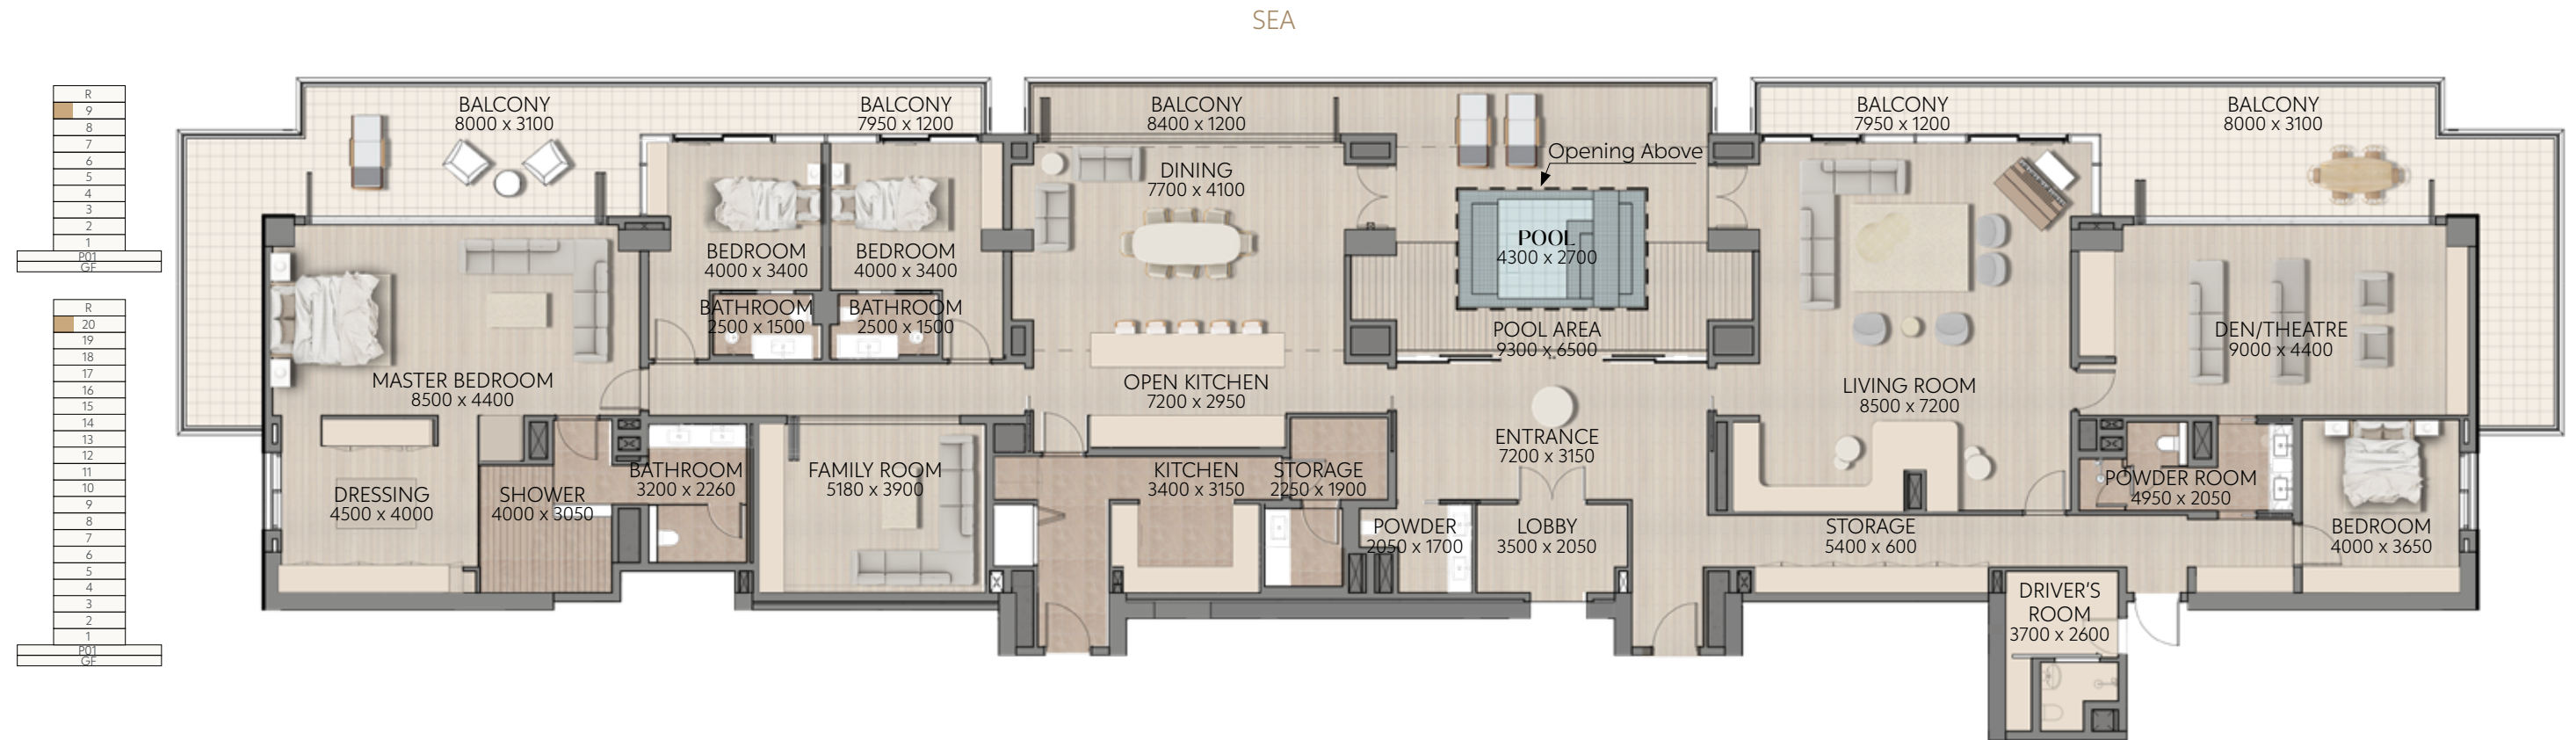 SEA
R
9
8
7
6
5
4
3
2
1
P01
GF
R
20
19
18
17
16
15
14
13
12
11
10
9
8
7
6
5
4
3
2
1
P01
GF
BALCONY
8000 x 3100
BALCONY
7950 x 1200
BALCONY
8400 x 1200
BALCONY
7950 x 1200
BALCONY
8000 x 3100
Opening Above
DINING
7700 x 4100
BEDROOM
4000 x 3400
BEDROOM
4000 x 3400
POOL
4300 x 2700
BATHROOM
2500 x 1500
BATHROOM
2500 x 1500
POOL AREA
9300 x 6500
DEN/THEATRE
9000 x 4400
MASTER BEDROOM
8500 x 4400
OPEN KITCHEN
7200 x 2950
LIVING ROOM
8500 x 7200
ENTRANCE
7200 x 3150
DRESSING
4500 x 4000
SHOWER
4000 x 3050
BATHROOM
3200 x 2260
FAMILY ROOM
5180 x 3900
KITCHEN
3400 x 3150
STORAGE
2250 x 1900
POWDER ROOM
4950 x 2050
POWDER
2050 x 1700
LOBBY
3500 x 2050
STORAGE
5400 x 600
BEDROOM
4000 x 3650
DRIVER'S
ROOM
3700 x 2600